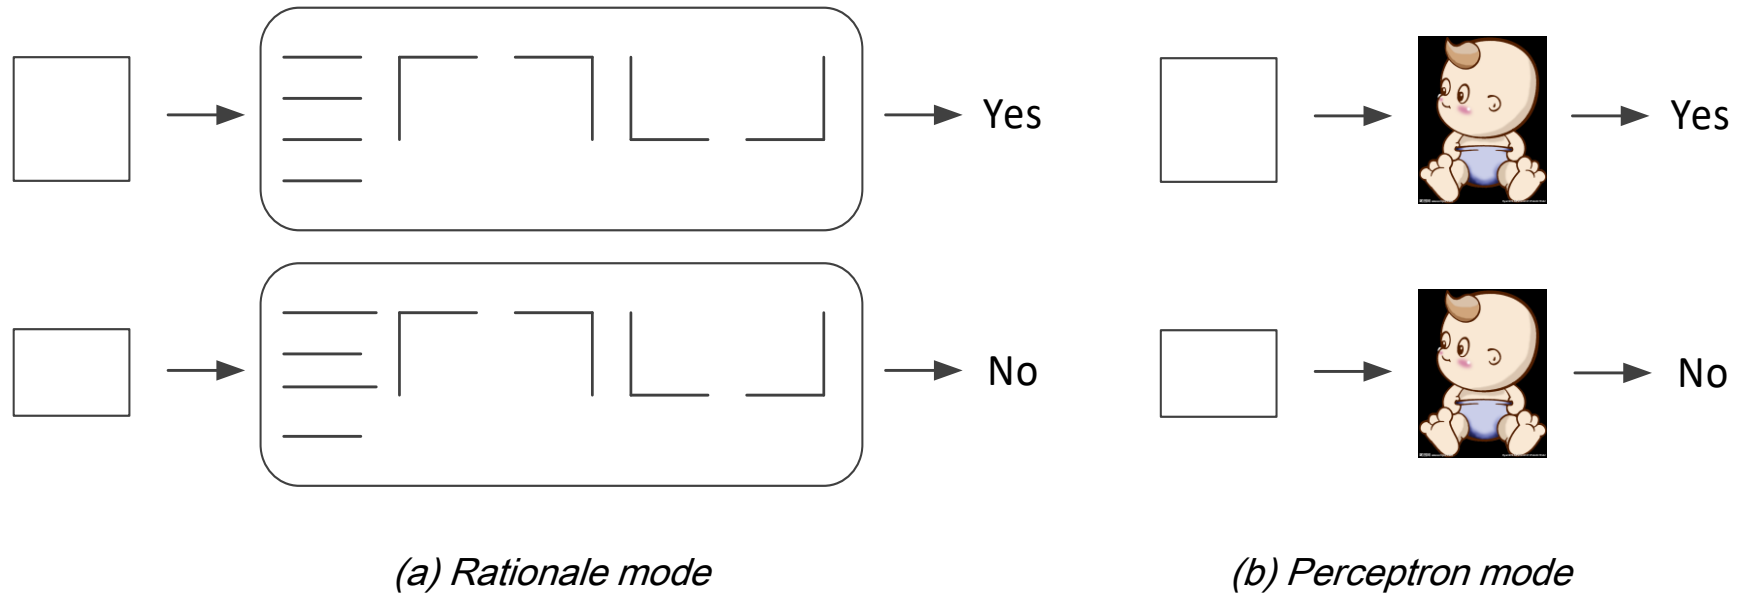 Yes
Yes
No
No
(a) Rationale mode
(b) Perceptron mode